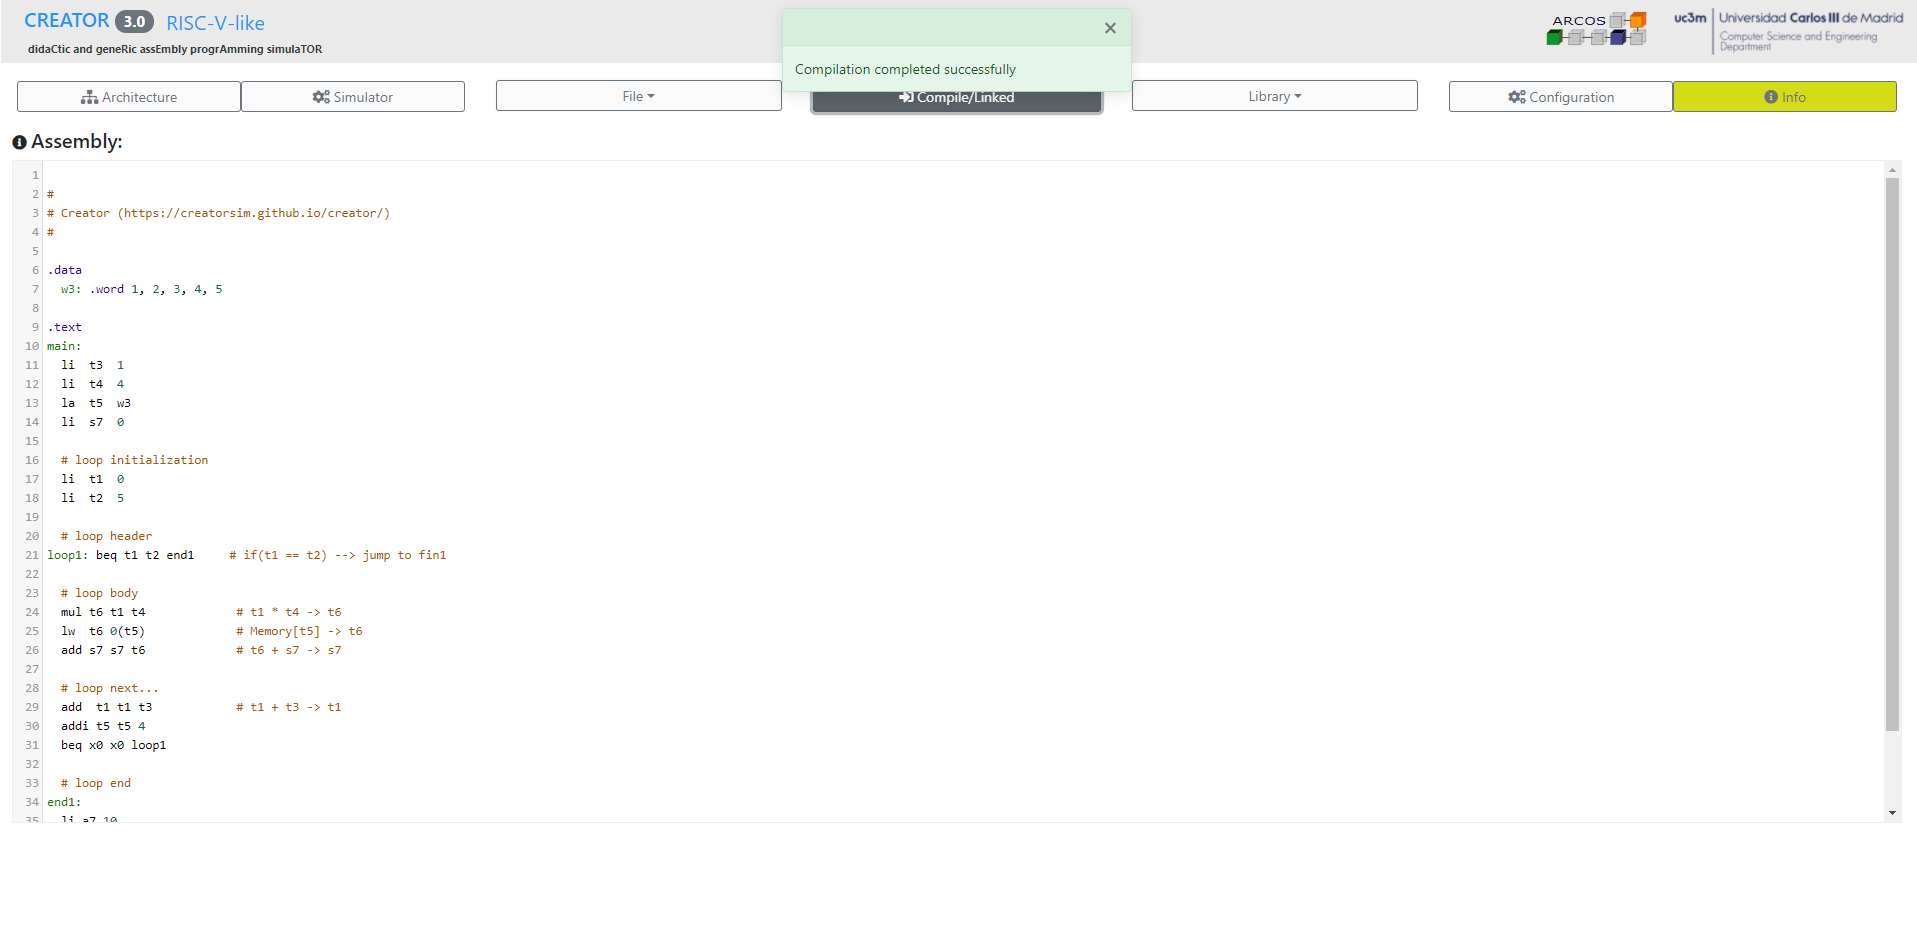 CREATOR 3.0 RISC-V-like
didaCtic and geneRic assEmbly progrAmming simulaTOR
×
Compilation completed successfully
ARCOS
uc3m Universidad Carlos III de Madrid
Computer Science and Engineering
Department
Architecture
Simulator
File
Compile/Linked
Library
Configuration
Info
Assembly:
1
2 #
3 # Creator (https://creatorsim.github.io/creator/)
4 #
5
6 .data
7 w3: .word 1, 2, 3, 4, 5
8
9 .text
10 main:
11 li t3 1
12 li t4 4
13 la t5 w3
14 li s7 0
15
16 # loop initialization
17 li t1 0
18 li t2 5
19
20 # loop header
21 loop1: beq t1 t2 end1 # if(t1 == t2) --> jump to fin1
22
23 # loop body
24 mul t6 t1 t4 # t1 * t4 -> t6
25 lw t6 0(t5) # Memory[t5] -> t6
26 add s7 s7 t6 # t6 + s7 -> s7
27
28 # loop next...
29 add t1 t1 t3 # t1 + t3 -> t1
30 addi t5 t5 4
31 beq x0 x0 loop1
32
33 # loop end
34 end1:
35 li a7 10